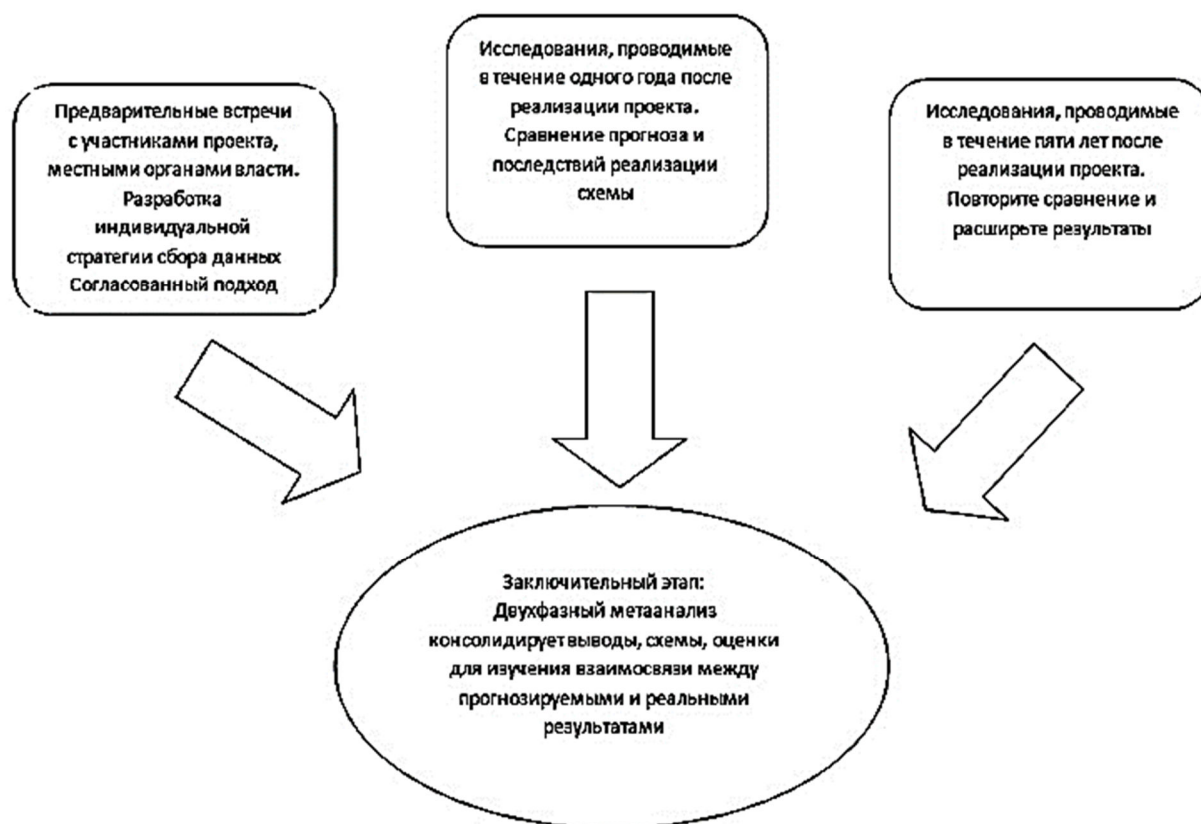 Предварительные встречи
с участниками проекта,
местными органами власти.
Разработка
индивидуальной
стратегии сбора данных
Согласованный подход
Исследования, проводимые
в течение одного года после
реализации проекта.
Сравнение прогноза и
последствий реализации
схемы
Исследования, проводимые
в течение пяти лет после
реализации проекта.
Повторите сравнение и
расширьте результаты
Заключительный этап:
Двухфазный метаанализ
консолидирует выводы, схемы, оценки
для изучения взаимосвязи между
прогнозируемыми и реальными
результатами